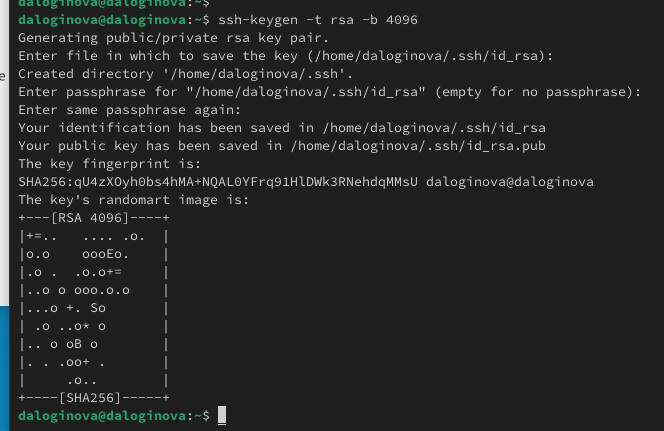 daloginova@daloginova:~$
daloginova@daloginova:~$ ssh-keygen -t rsa -b 4096
Generating public/private rsa key pair.
Enter file in which to save the key (/home/daloginova/.ssh/id_rsa):
Created directory '/home/daloginova/.ssh'.
Enter passphrase for "/home/daloginova/.ssh/id_rsa" (empty for no passphrase):
Enter same passphrase again:
Your identification has been saved in /home/daloginova/.ssh/id_rsa
Your public key has been saved in /home/daloginova/.ssh/id_rsa.pub
The key fingerprint is:
SHA256:qU4zXOyh0bs4hMA+NQAL0YFrq91HlDWk3RNehdqMMsU daloginova@daloginova
The key's randomart image is:
+---[RSA 4096]----+
|+=..   .... .o.  |
|o.o    oooEo.    |
|.o .  .o.o+=     |
|..o o ooo.o.o    |
|...o +. So       |
| .o ..o* o       |
|.. o oB o        |
|. . .oo+ .       |
|     .o..        |
+----[SHA256]-----+
daloginova@daloginova:~$